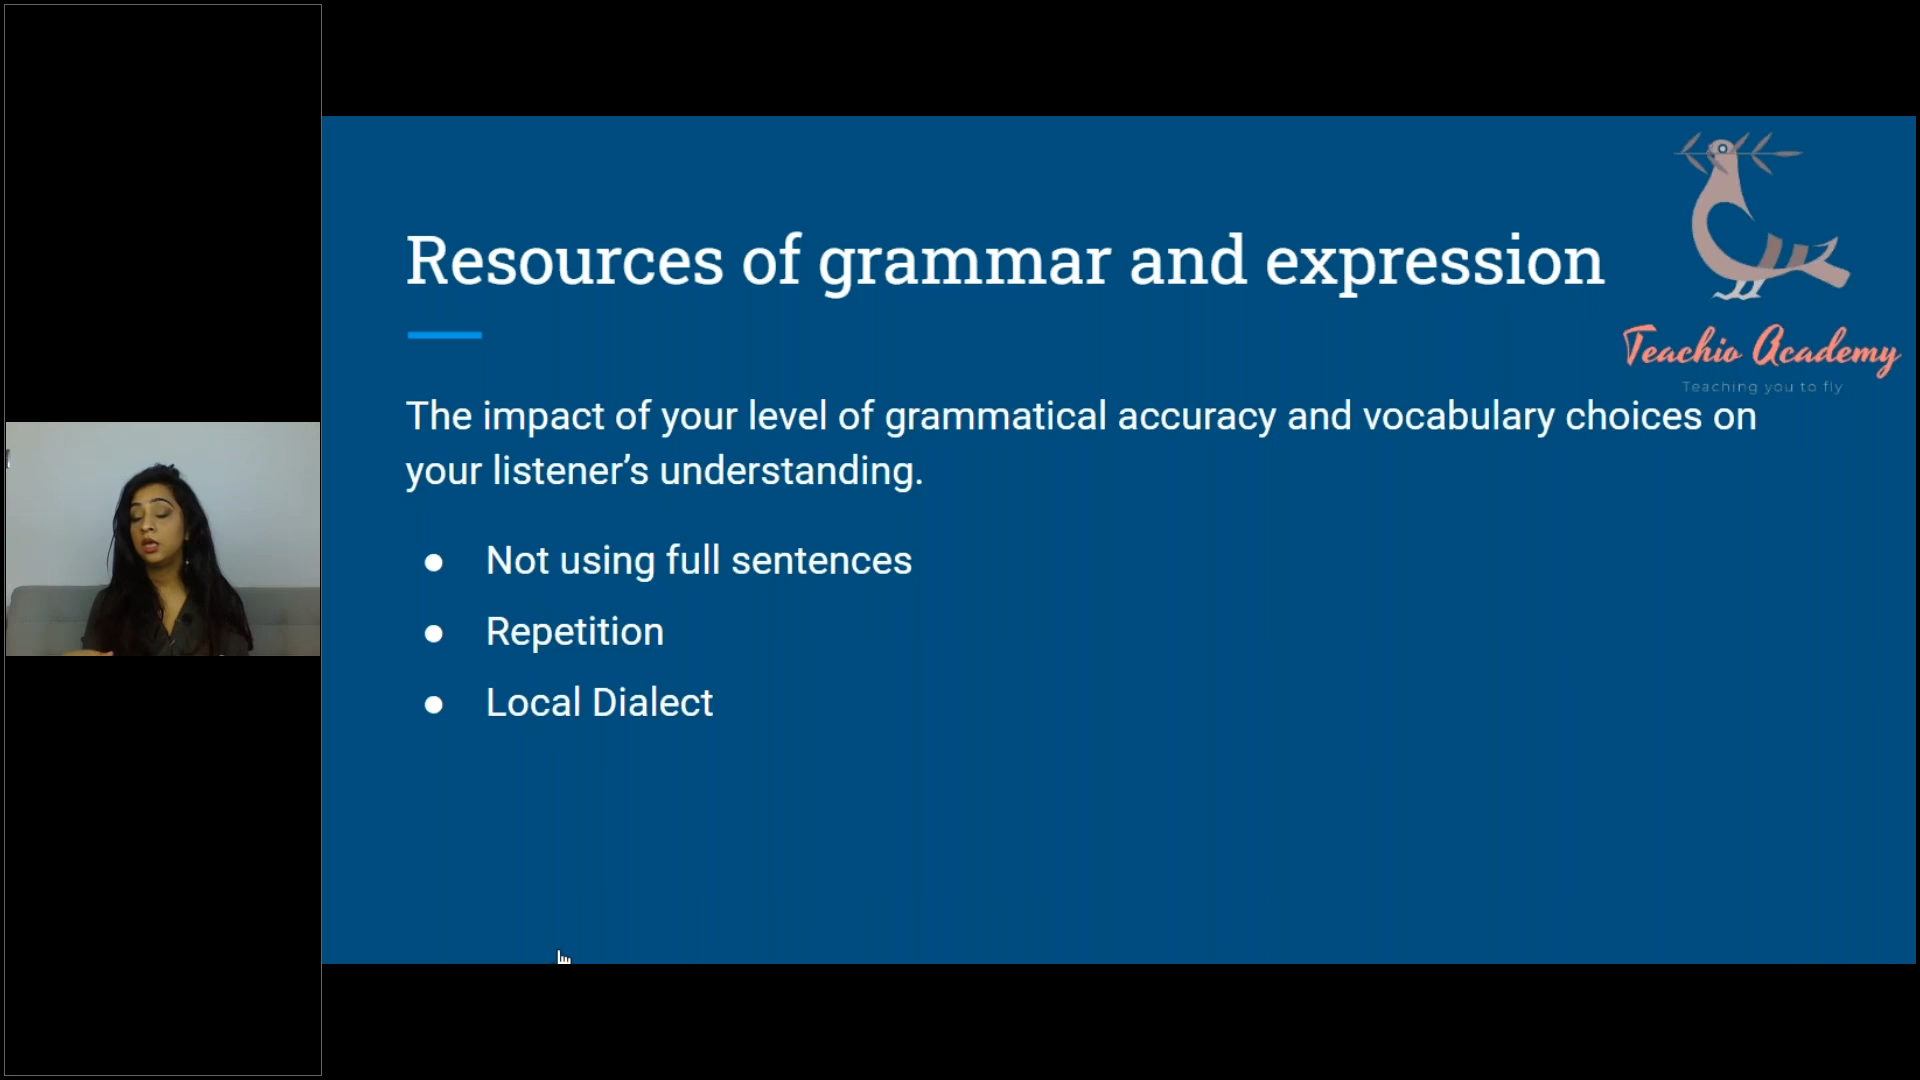 Resources of grammar and expression
Teachio Academy
Teaching you to fly
The impact of your level of grammatical accuracy and vocabulary choices on
your listener’s understanding.
● Not using full sentences
● Repetition
● Local Dialect